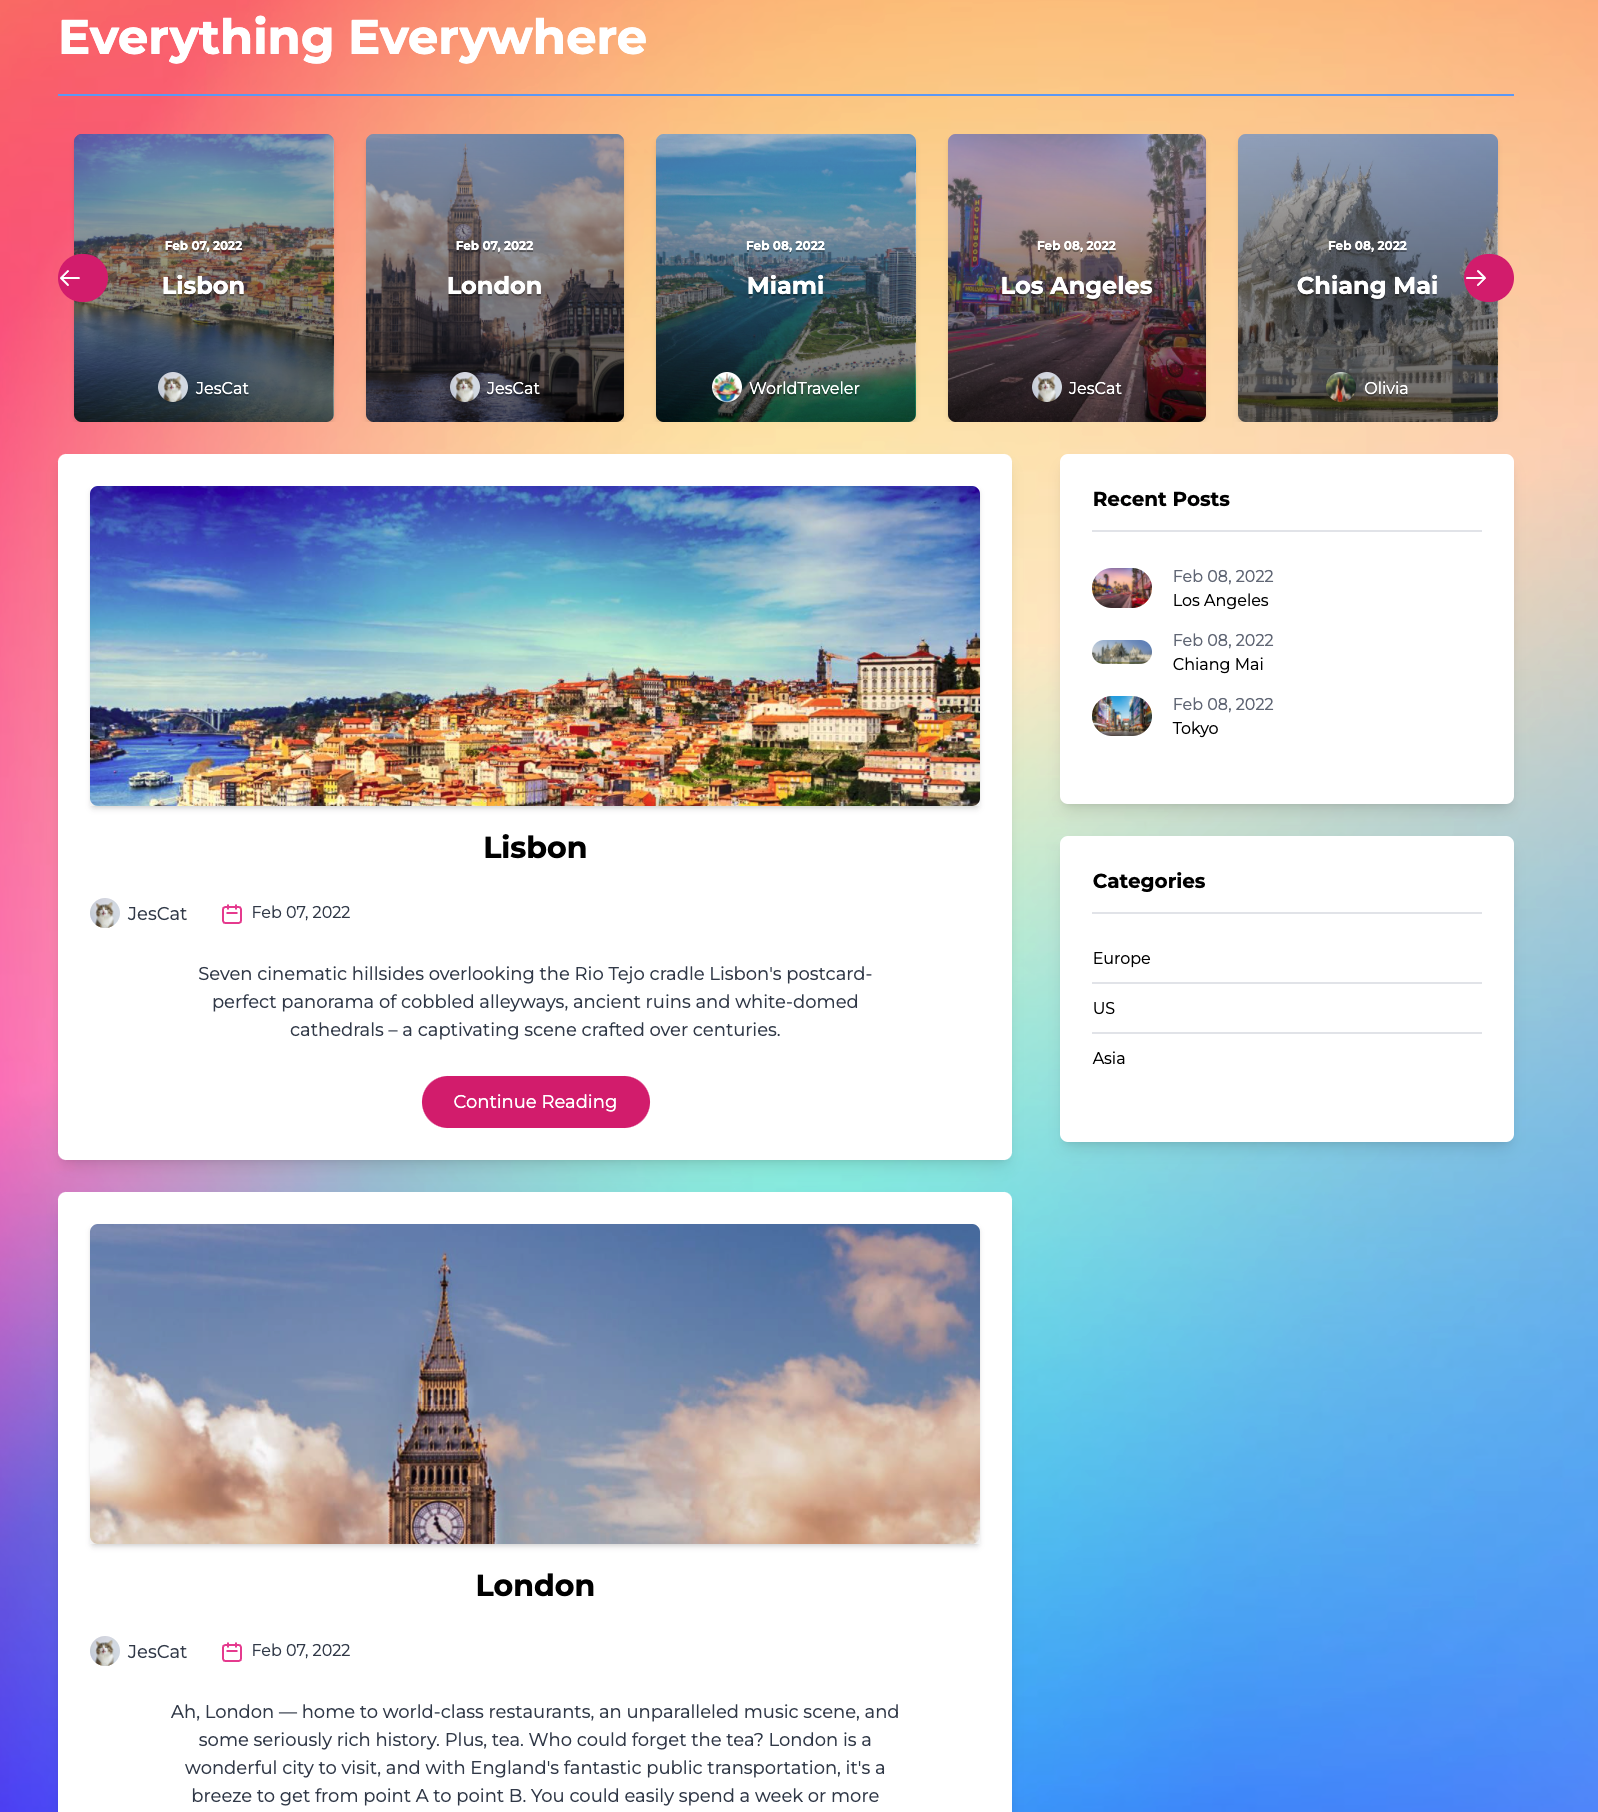 Everything Everywhere
Feb 07, 2022
Lisbon
JesCat
Feb 07, 2022
London
JesCat
Feb 08, 2022
Miami
WorldTraveler
Feb 08, 2022
Los Angeles
JesCat
HOLLYWOOD
Feb 08, 2022
Chiang Mai
Olivia
Lisbon
JesCat
Feb 07, 2022
Seven cinematic hillsides overlooking the Rio Tejo cradle Lisbon's postcard-
perfect panorama of cobbled alleyways, ancient ruins and white-domed
cathedrals – a captivating scene crafted over centuries.
Continue Reading
London
JesCat
Feb 07, 2022
Ah, London — home to world-class restaurants, an unparalleled music scene, and
some seriously rich history. Plus, tea. Who could forget the tea? London is a
wonderful city to visit, and with England's fantastic public transportation, it's a
breeze to get from point A to point B. You could easily spend a week or more
Recent Posts
Feb 08, 2022
Los Angeles
Feb 08, 2022
Chiang Mai
Feb 08, 2022
Tokyo
Categories
Europe
US
Asia